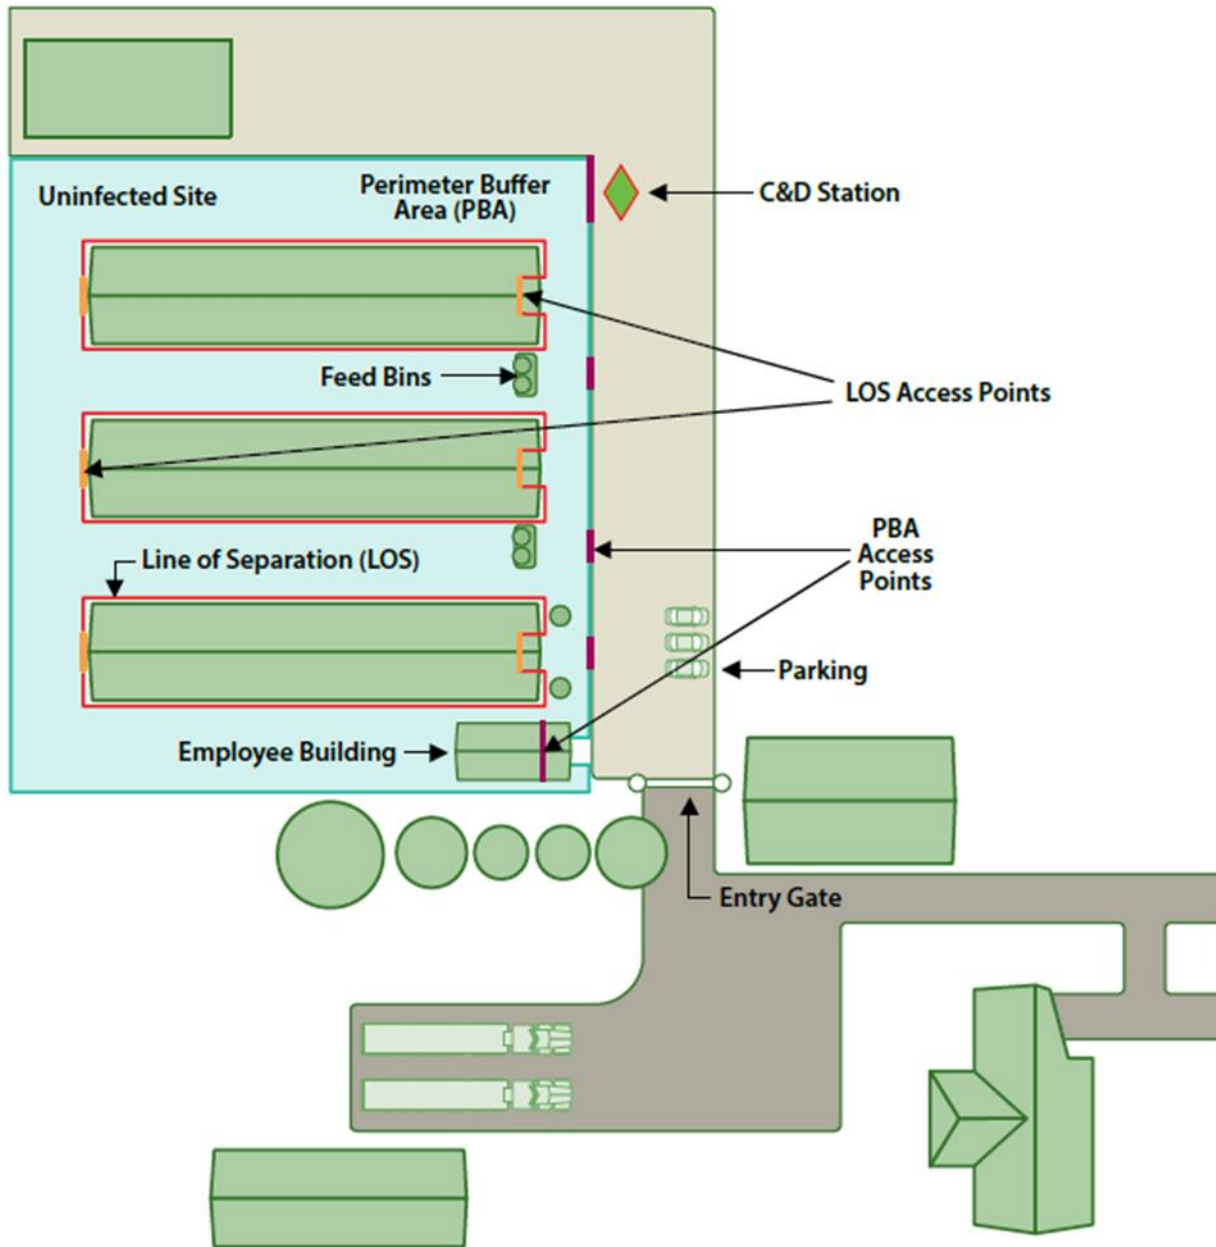 Uninfected Site
Perimeter Buffer
Area (PBA)
C&D Station
Feed Bins
LOS Access Points
PBA
Access
Points
Line of Separation (LOS)
Parking
Employee Building
Entry Gate